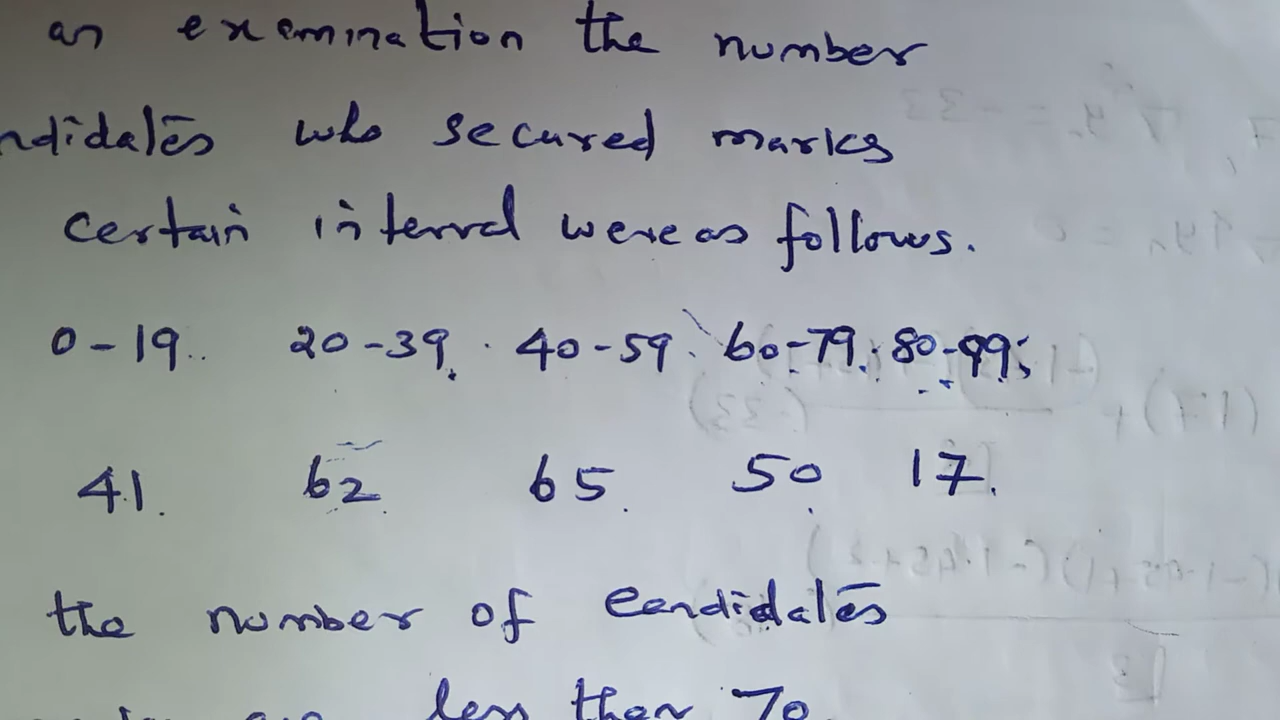 an examination the number
ndidates who secured marks
certain interval were as follows.
0-19.. 20-39. 40-59. 60-79. 80-99;
41. 62 65. 50. 17.
the number of candidates
less than 70.